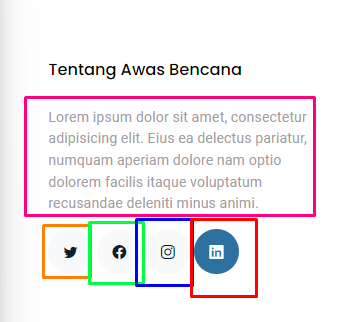 Tentang Awas Bencana
Lorem ipsum dolor sit amet, consectetur
adipisicing elit. Eius ea delectus pariatur,
numquam aperiam dolore nam optio
dolorem facilis itaque voluptatum
recusandae deleniti minus animi.